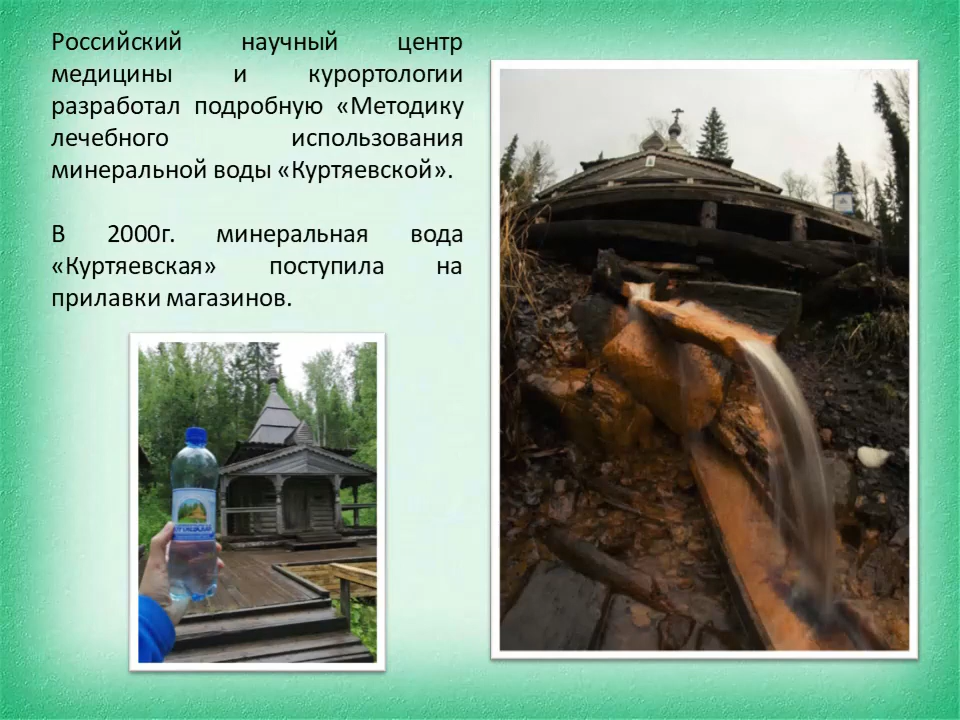 Российский научный центр
медицины и курортологии
разработал подробную «Методику
лечебного использования
минеральной воды «Куртяевской».
В 2000г. минеральная вода
«Куртяевская» поступила на
прилавки магазинов.